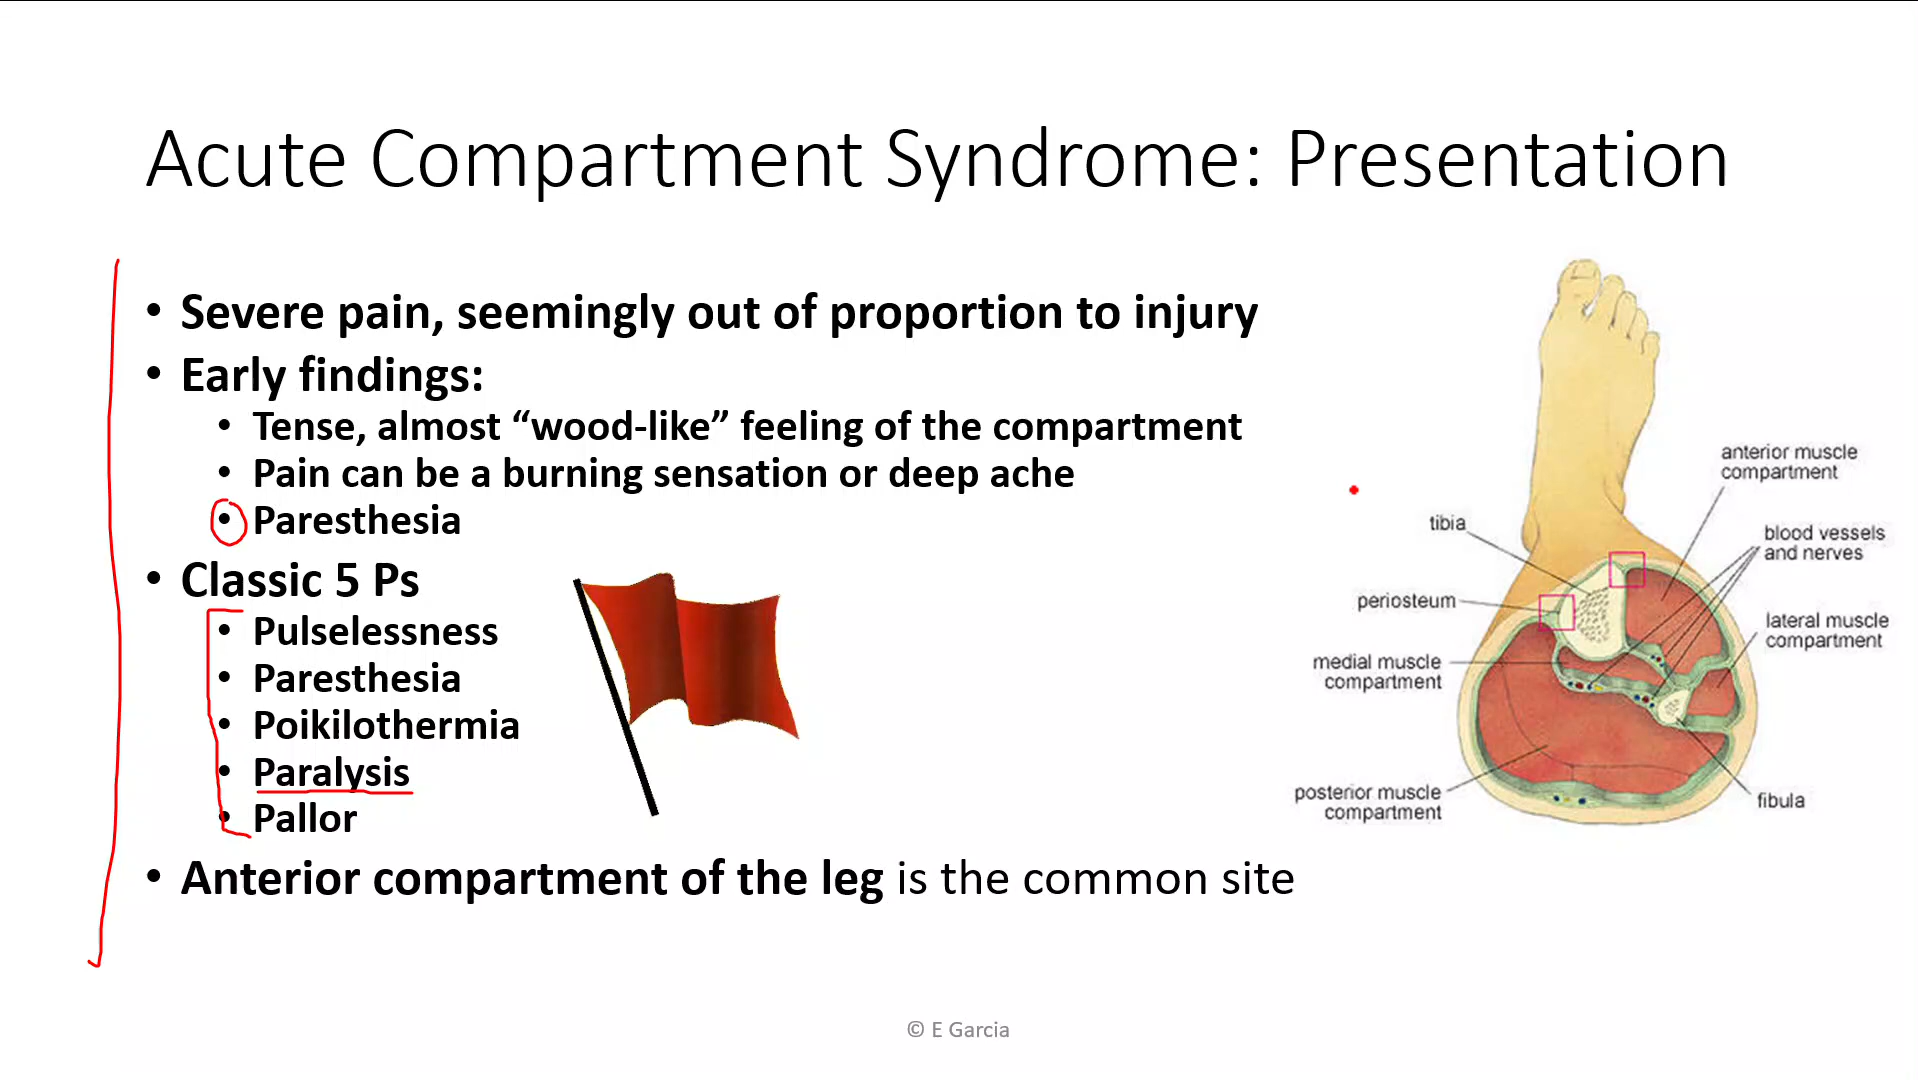 Acute Compartment Syndrome: Presentation
• Severe pain, seemingly out of proportion to injury
• Early findings:
• Tense, almost “wood-like” feeling of the compartment
• Pain can be a burning sensation or deep ache
• Paresthesia
• Classic 5 Ps
• Pulselessness
• Paresthesia
• Poikilothermia
• Paralysis
• Pallor
• Anterior compartment of the leg is the common site
anterior muscle
compartment
tibia
blood vessels
and nerves
periosteum
lateral muscle
compartment
medial muscle
compartment
posterior muscle
compartment
fibula
© E Garcia